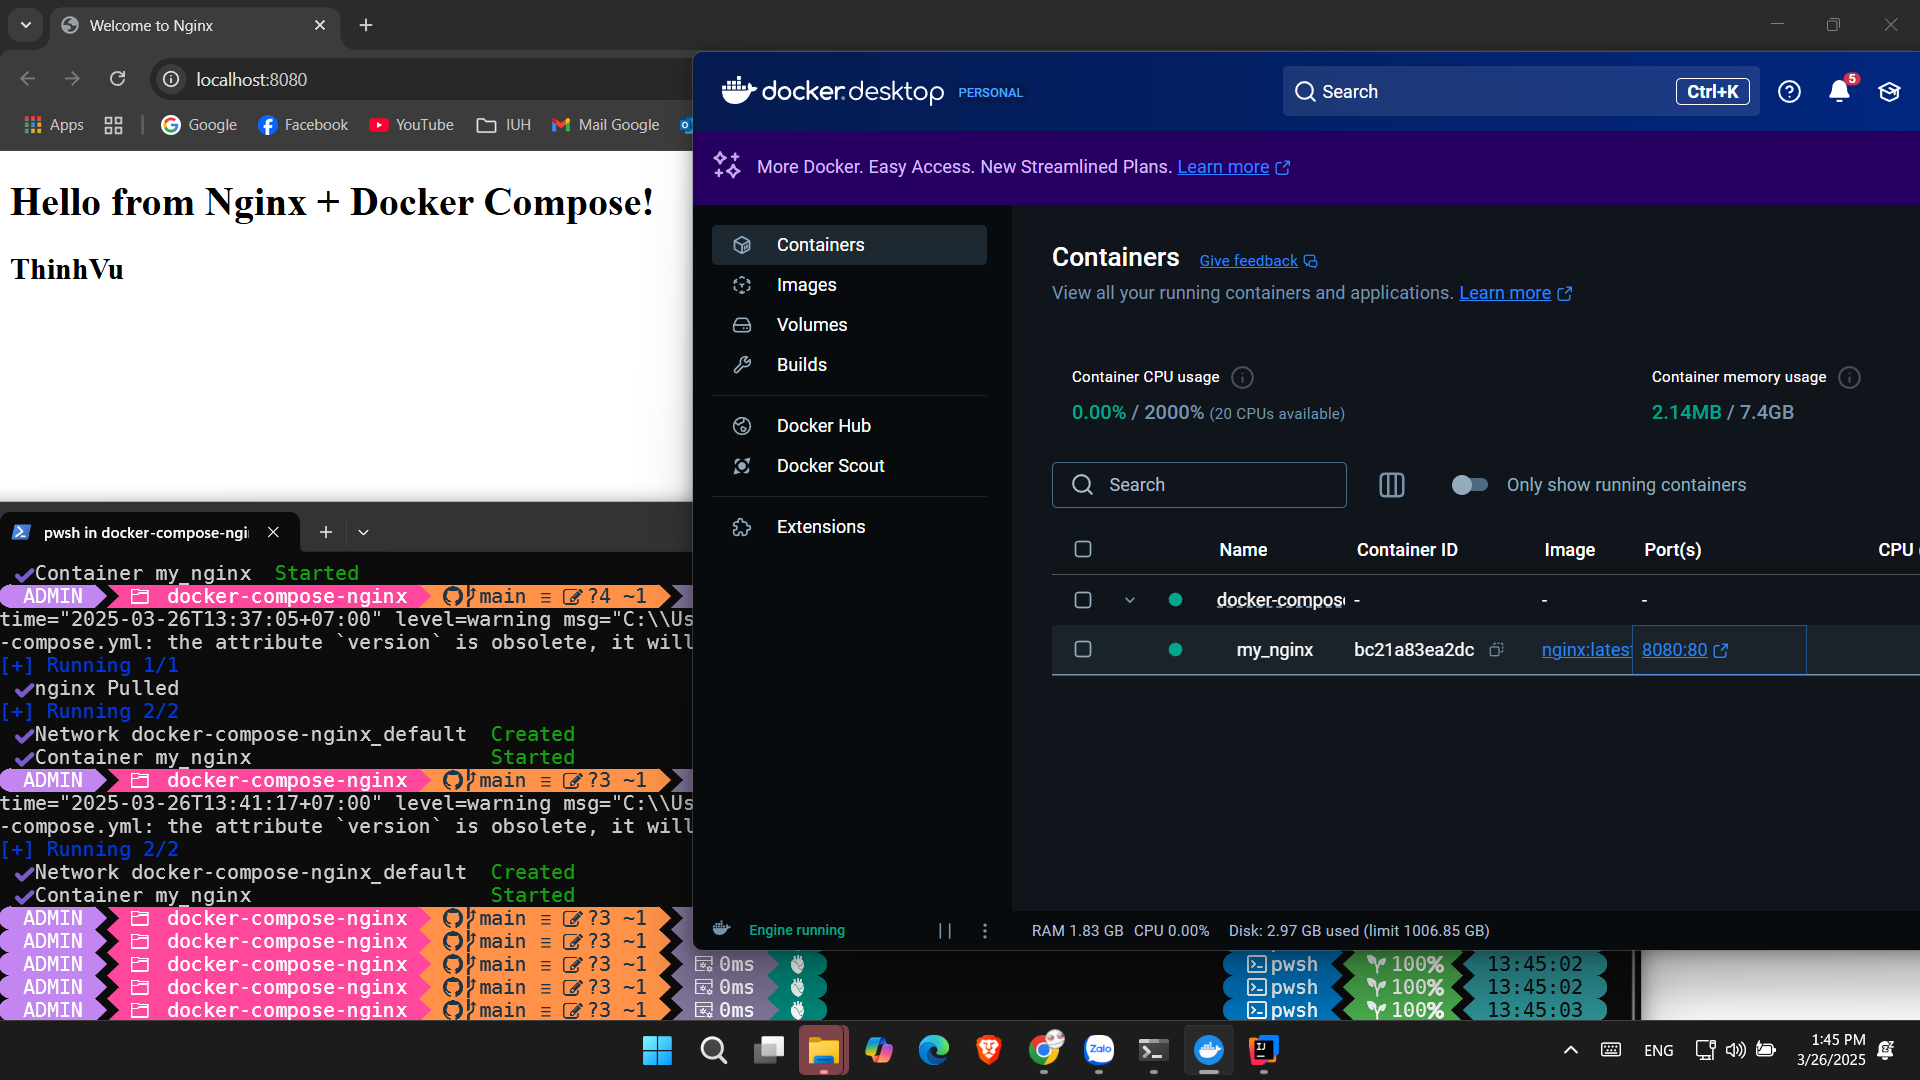 Welcome to Nginx
localhost:8080
Apps
Google
Facebook
YouTube
IUH
Mail Google
Hello from Nginx + Docker Compose!
ThinhVu
docker.desktop PERSONAL
Search
Ctrl+K
5
More Docker. Easy Access. New Streamlined Plans. Learn more
Containers
Images
Volumes
Builds
Docker Hub
Docker Scout
Extensions
Containers Give feedback
View all your running containers and applications. Learn more
Container CPU usage
0.00% / 2000% (20 CPUs available)
Container memory usage
2.14MB / 7.4GB
Search
Only show running containers
Name Container ID Image Port(s) CPU
docker-compos - - -
my_nginx bc21a83ea2dc nginx:latest 8080:80
Engine running
RAM 1.83 GB CPU 0.00% Disk: 2.97 GB used (limit 1006.85 GB)
pwsh in docker-compose-ngi
✔Container my_nginx Started
ADMIN docker-compose-nginx main ≡ ?4 ~1
time="2025-03-26T13:37:05+07:00" level=warning msg="C:\\Us
-compose.yml: the attribute `version` is obsolete, it will
[+] Running 1/1
✔nginx Pulled
[+] Running 2/2
✔Network docker-compose-nginx_default Created
✔Container my_nginx Started
ADMIN docker-compose-nginx main ≡ ?3 ~1
time="2025-03-26T13:41:17+07:00" level=warning msg="C:\\Us
-compose.yml: the attribute `version` is obsolete, it will
[+] Running 2/2
✔Network docker-compose-nginx_default Created
✔Container my_nginx Started
ADMIN docker-compose-nginx main ≡ ?3 ~1
ADMIN docker-compose-nginx main ≡ ?3 ~1
ADMIN docker-compose-nginx main ≡ ?3 ~1 0ms pwsh 100% 13:45:02
ADMIN docker-compose-nginx main ≡ ?3 ~1 0ms pwsh 100% 13:45:02
ADMIN docker-compose-nginx main ≡ ?3 ~1 0ms pwsh 100% 13:45:03
Zalo
IJ
ENG
1:45 PM
3/26/2025